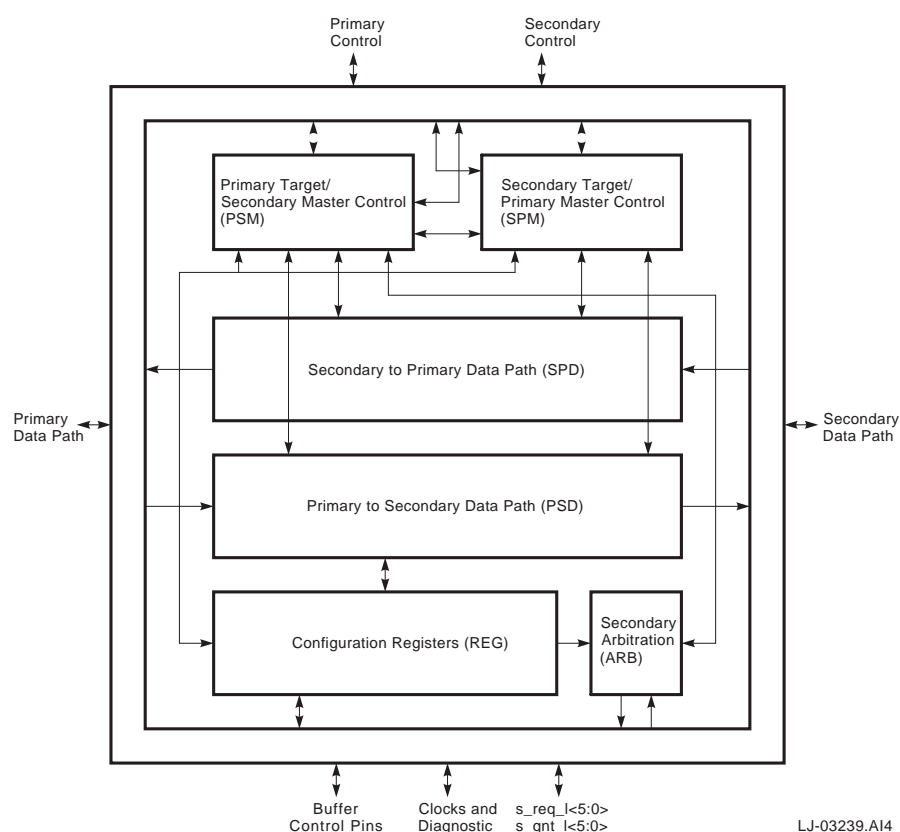 Primary
Control
Secondary
Control
Primary Target/
Secondary Master Control
(PSM)
Secondary Target/
Primary Master Control
(SPM)
Secondary to Primary Data Path (SPD)
Primary
Data Path
Secondary
Data Path
Primary to Secondary Data Path (PSD)
Configuration Registers (REG)
Secondary
Arbitration
(ARB)
Buffer
Control Pins
Clocks and
Diagnostic
s_req_l<5:0>
s_gnt_l<5:0>
LJ-03239.AI4